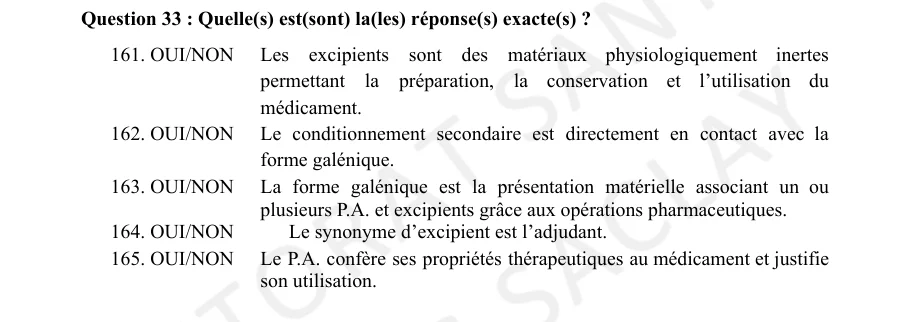 Question 33 : Quelle(s) est(sont) la(les) réponse(s) exacte(s) ?
161. OUI/NON Les excipients sont des matériaux physiologiquement inertes
permettant la préparation, la conservation et l’utilisation du
médicament.
162. OUI/NON Le conditionnement secondaire est directement en contact avec la
forme galénique.
163. OUI/NON La forme galénique est la présentation matérielle associant un ou
plusieurs P.A. et excipients grâce aux opérations pharmaceutiques.
164. OUI/NON Le synonyme d’excipient est l’adjudant.
165. OUI/NON Le P.A. confère ses propriétés thérapeutiques au médicament et justifie
son utilisation.
TORAT SANT
SACLAY